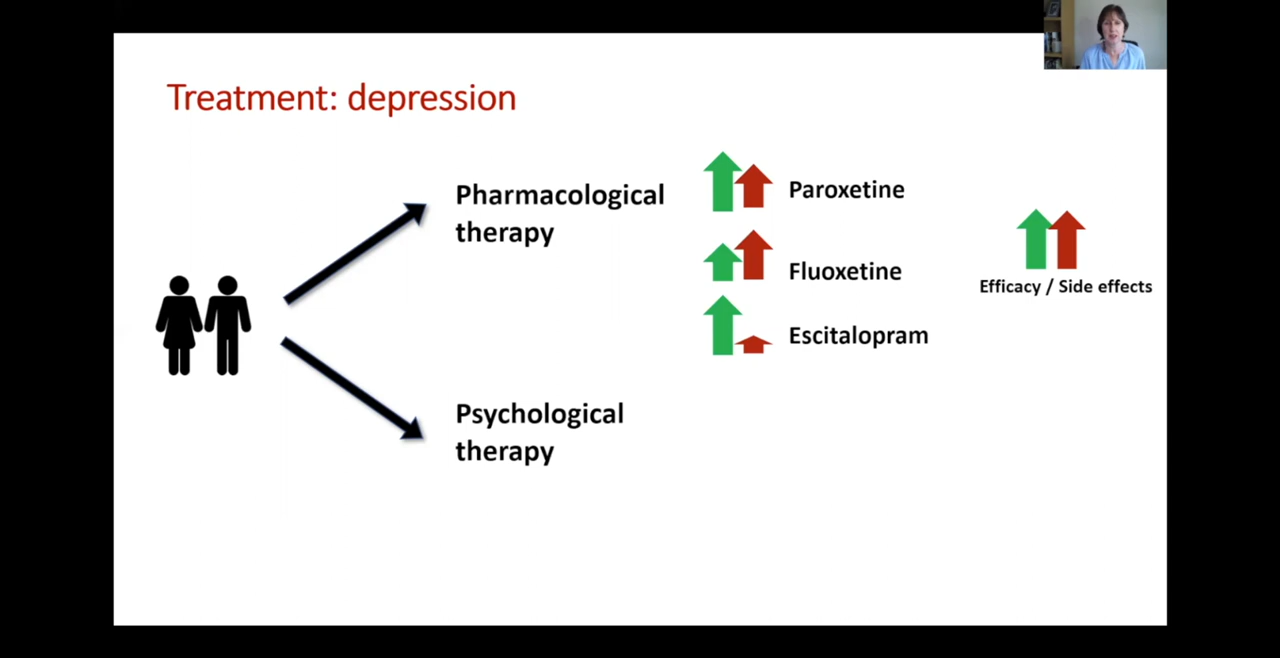 Treatment: depression
Pharmacological
therapy
Paroxetine
Fluoxetine
Escitalopram
Efficacy / Side effects
Psychological
therapy